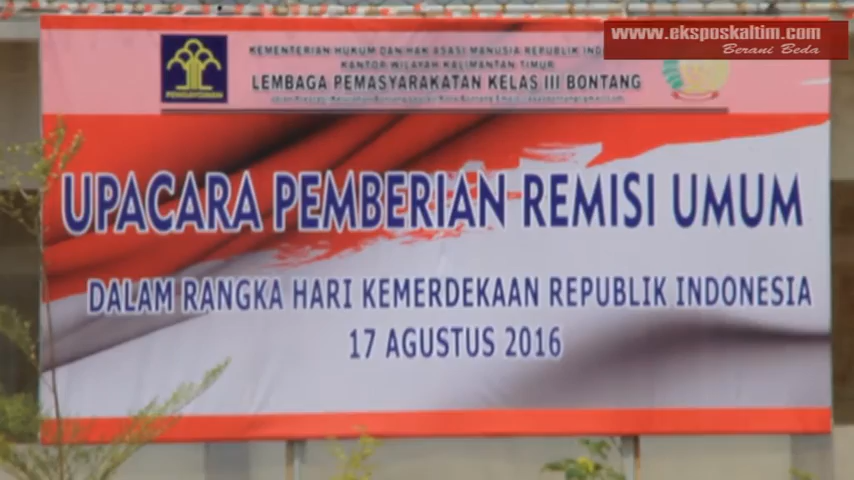 www.eksposkaltim.com
Berani Beda
PENGAYOMAN
KEMENTERIAN HUKUM DAN HAK ASASI MANUSIA REPUBLIK
KANTOR WILAYAH KALIMANTAN TIMUR
LEMBAGA PEMASYARAKATAN KELAS III BONTANG
UPACARA PEMBERIAN REMISI UMUM
DALAM RANGKA HARI KEMERDEKAAN REPUBLIK INDONESIA
17 AGUSTUS 2016